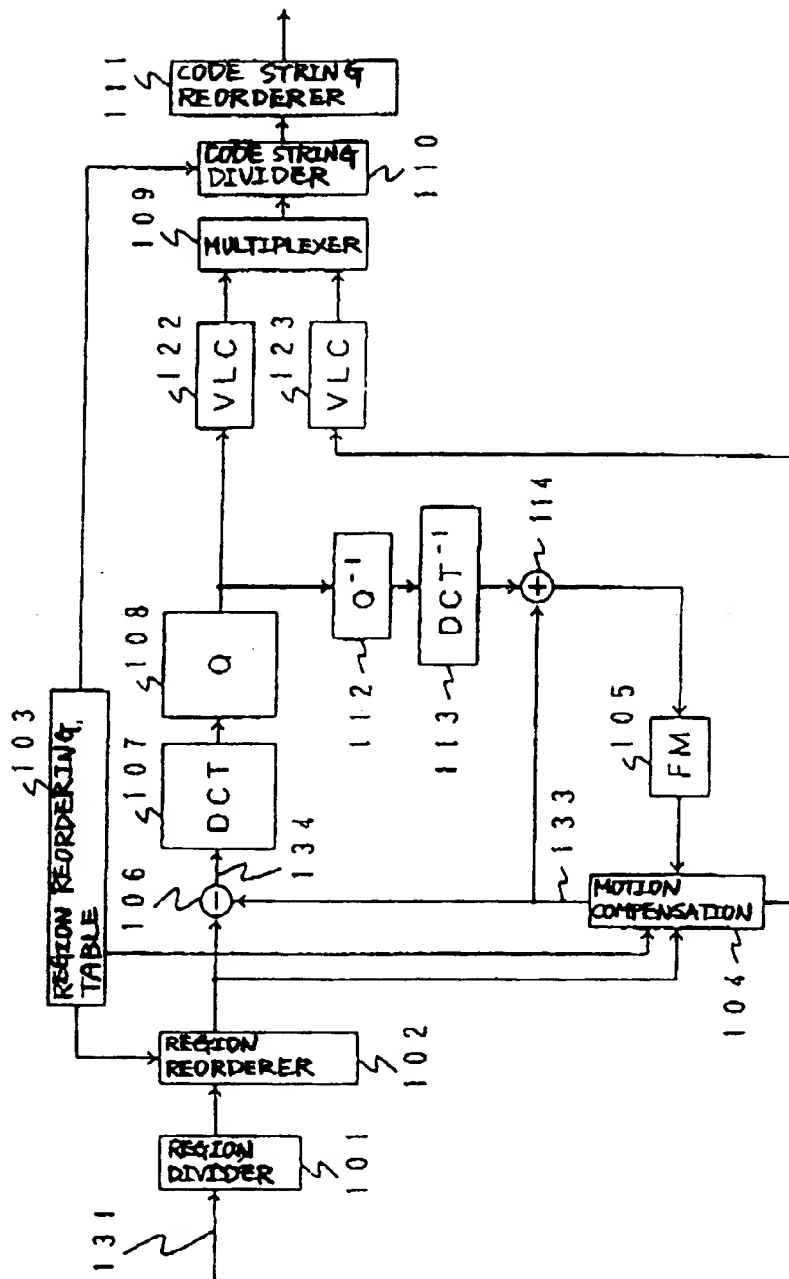 111
CODE STRING
REORDERER
CODE STRING
DIVIDER
110
109
MULTIPLEXER
122
VLC
123
VLC
103
REGION REORDERING
TABLE
108
Q
107
DCT
134
106
−
112
Q⁻¹
113
DCT⁻¹
+
114
105
FM
133
MOTION
COMPENSATION
104
REGION
REORDERER
102
REGION
DIVIDER
101
131